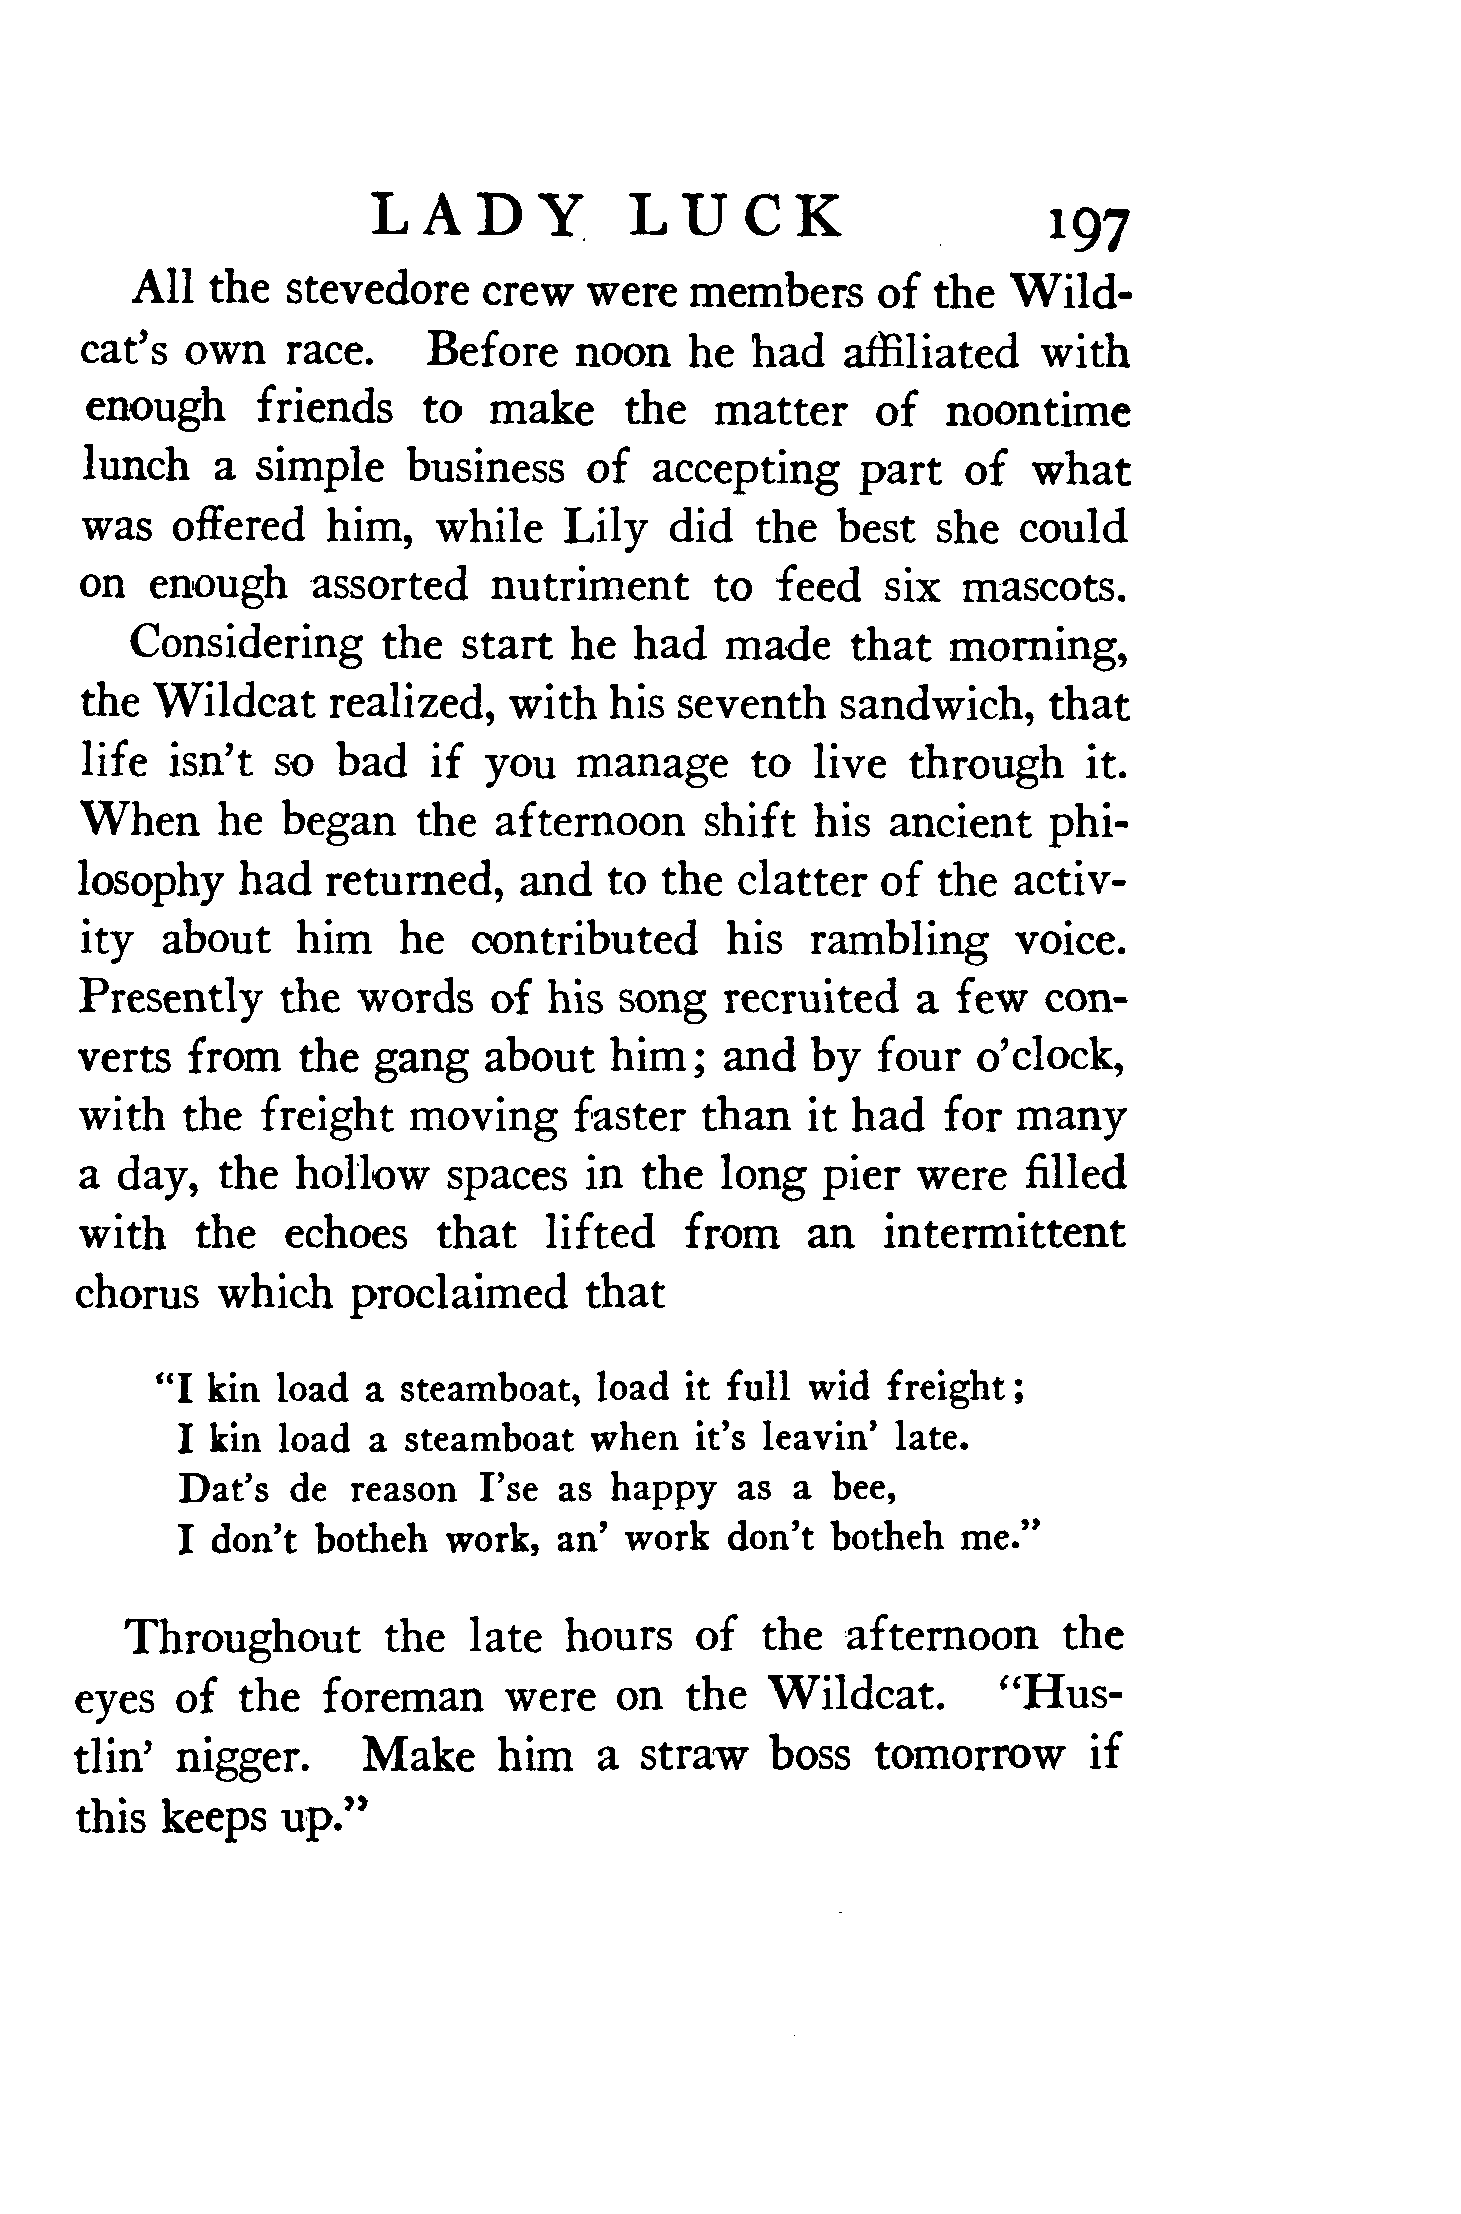 LADY LUCK 197
All the stevedore crew were members of the Wild-
cat's own race. Before noon he had affiliated with
enough friends to make the matter of noontime
lunch a simple business of accepting part of what
was offered him, while Lily did the best she could
on enough assorted nutriment to feed six mascots.
Considering the start he had made that morning,
the Wildcat realized, with his seventh sandwich, that
life isn't so bad if you manage to live through it.
When he began the afternoon shift his ancient phi-
losophy had returned, and to the clatter of the activ-
ity about him he contributed his rambling voice.
Presently the words of his song recruited a few con-
verts from the gang about him; and by four o'clock,
with the freight moving faster than it had for many
a day, the hollow spaces in the long pier were filled
with the echoes that lifted from an intermittent
chorus which proclaimed that
"I kin load a steamboat, load it full wid freight;
I kin load a steamboat when it's leavin' late.
Dat's de reason I'se as happy as a bee,
I don't botheh work, an' work don't botheh me."
Throughout the late hours of the afternoon the
eyes of the foreman were on the Wildcat. "Hus-
tlin' nigger. Make him a straw boss tomorrow if
this keeps up."